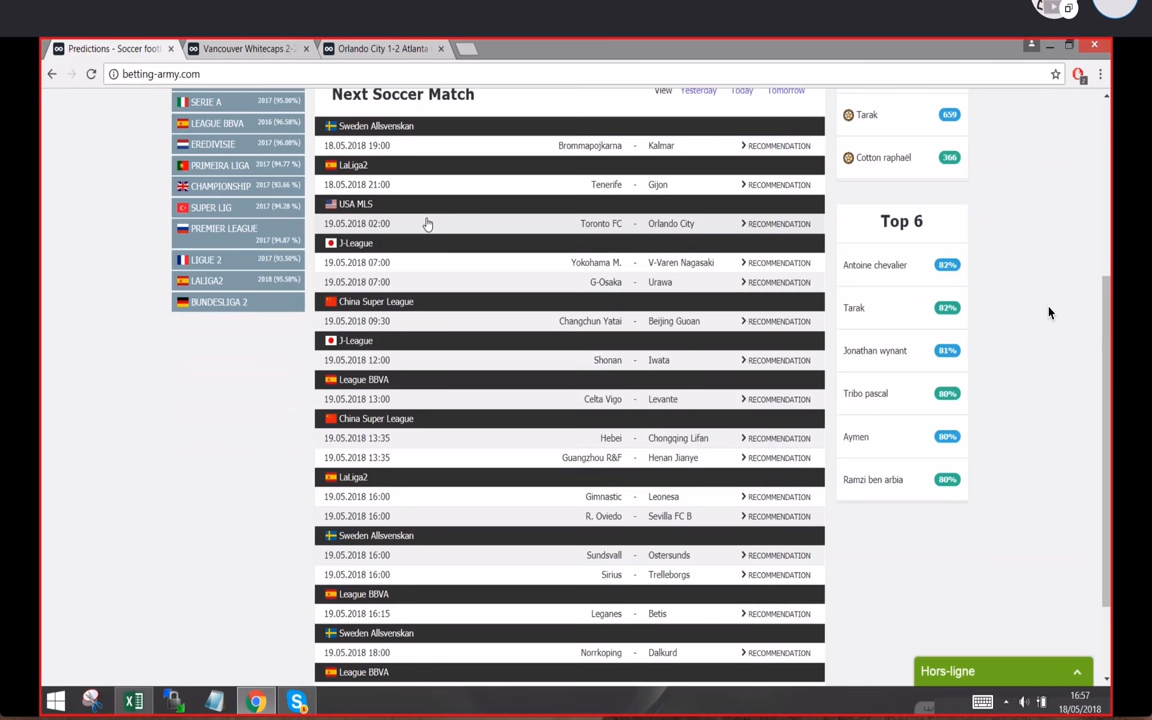 Predictions - Soccer footl
Vancouver Whitecaps 2-2
Orlando City 1-2 Atlanta
betting-army.com
SERIE A 2017 (95.00%)
LEAGUE BBVA 2016 (96.58%)
EREDIVISIE 2017 (96.08%)
PRIMEIRA LIGA 2017 (94.77 %)
CHAMPIONSHIP 2017 (93.66 %)
SUPER LIG 2017 (94.28 %)
PREMIER LEAGUE
2017 (94.87 %)
LIGUE 2 2017 (93.50%)
LALIGA2 2018 (95.58%)
BUNDESLIGA 2
Next Soccer Match
View Yesterday Today Tomorrow
Sweden Allsvenskan
18.05.2018 19:00 Brommapojkarna - Kalmar RECOMMENDATION
LaLiga2
18.05.2018 21:00 Tenerife - Gijon RECOMMENDATION
USA MLS
19.05.2018 02:00 Toronto FC - Orlando City RECOMMENDATION
J-League
19.05.2018 07:00 Yokohama M. - V-Varen Nagasaki RECOMMENDATION
19.05.2018 07:00 G-Osaka - Urawa RECOMMENDATION
China Super League
19.05.2018 09:30 Changchun Yatai - Beijing Guoan RECOMMENDATION
J-League
19.05.2018 12:00 Shonan - Iwata RECOMMENDATION
League BBVA
19.05.2018 13:00 Celta Vigo - Levante RECOMMENDATION
China Super League
19.05.2018 13:35 Hebei - Chongqing Lifan RECOMMENDATION
19.05.2018 13:35 Guangzhou R&F - Henan Jianye RECOMMENDATION
LaLiga2
19.05.2018 16:00 Gimnastic - Leonesa RECOMMENDATION
19.05.2018 16:00 R. Oviedo - Sevilla FC B RECOMMENDATION
Sweden Allsvenskan
19.05.2018 16:00 Sundsvall - Ostersunds RECOMMENDATION
19.05.2018 16:00 Sirius - Trelleborgs RECOMMENDATION
League BBVA
19.05.2018 16:15 Leganes - Betis RECOMMENDATION
Sweden Allsvenskan
19.05.2018 18:00 Norrkoping - Dalkurd RECOMMENDATION
League BBVA
Tarak 659
Cotton raphaël 366
Top 6
Antoine chevalier 82%
Tarak 82%
Jonathan wynant 81%
Tribo pascal 80%
Aymen 80%
Ramzi ben arbia 80%
Hors-ligne
16:57
18/05/2018